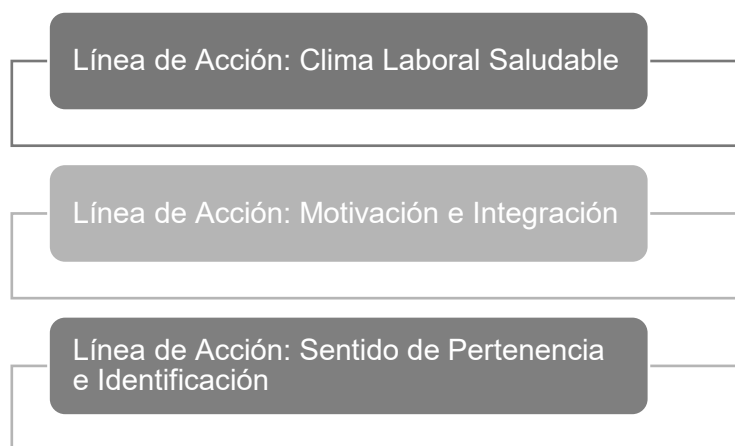 Línea de Acción: Clima Laboral Saludable
Línea de Acción: Motivación e Integración
Línea de Acción: Sentido de Pertenencia
e Identificación